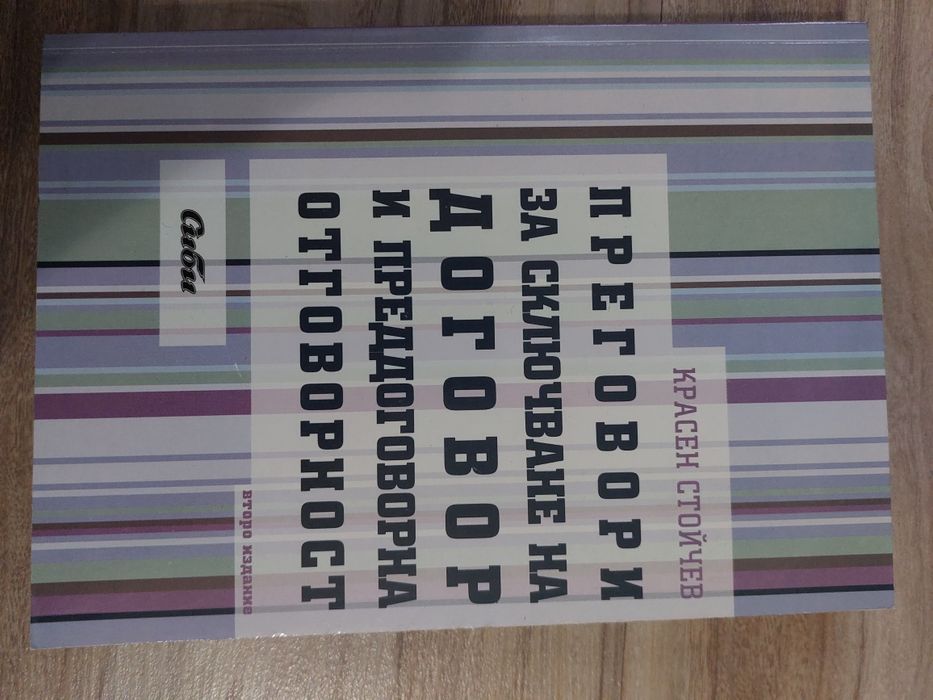 КРАСЕН СТОЙЧЕВ
ПРЕГОВОРИ
ЗА СКЛЮЧВАНЕ НА
ДОГОВОР
И ПРЕДДОГОВОРНА
ОТГОВОРНОСТ
второ издание
Сиби